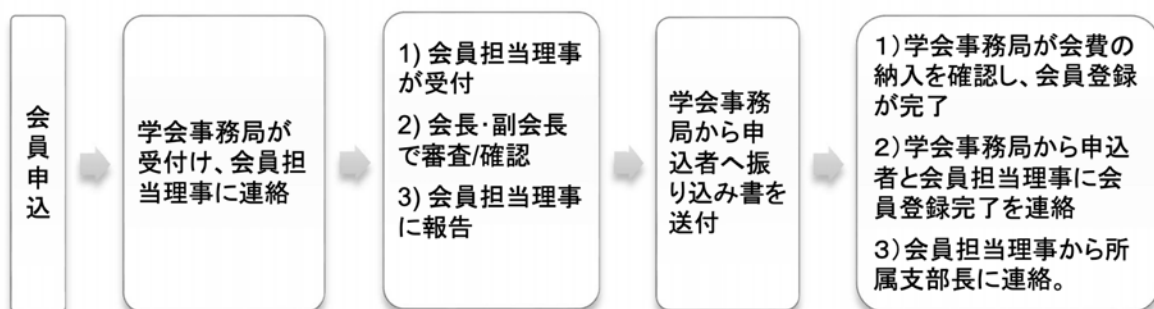 会員申込
学会事務局が
受付け、会員担
当理事に連絡
1) 会員担当理事
が受付
2) 会長・副会長
で審査/確認
3) 会員担当理事
に報告
学会事務
局から申
込者へ振
り込み書を
送付
1)学会事務局が会費の
納入を確認し、会員登録
が完了
2)学会事務局から申込
者と会員担当理事に会
員登録完了を連絡
3)会員担当理事から所
属支部長に連絡。